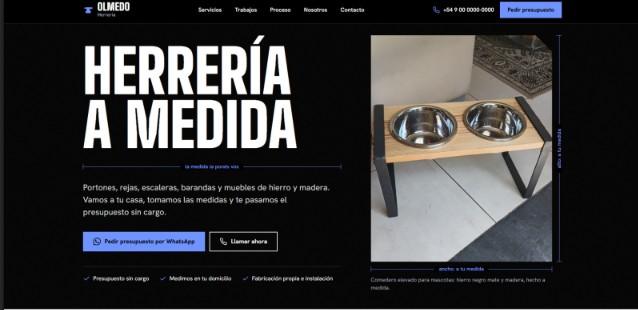 OLMEDO
Herrería
Servicios Trabajos Proceso Nosotros Contacto
+54 9 00 0000-0000
Pedir presupuesto
HERRERÍA
A MEDIDA
la medida la ponés vos
Portones, rejas, escaleras, barandas y muebles de hierro y madera.
Vamos a tu casa, tomamos las medidas y te pasamos el
presupuesto sin cargo.
Pedir presupuesto por WhatsApp
Llamar ahora
Presupuesto sin cargo
Medimos en tu domicilio
Fabricación propia e instalación
alto: a tu medida
ancho: a tu medida
Comedero elevado para mascotas: hierro negro mate y madera, hecho a
medida.